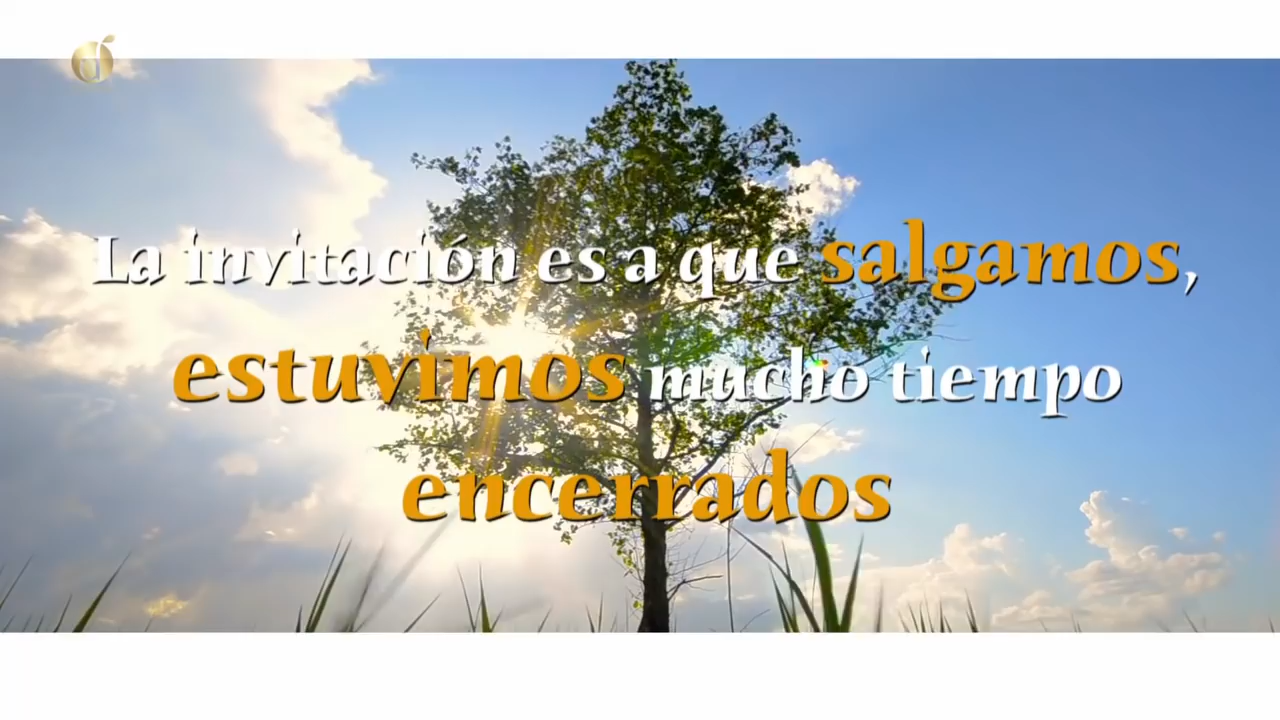 La invitación es a que salgamos,
estuvimos mucho tiempo
encerrados